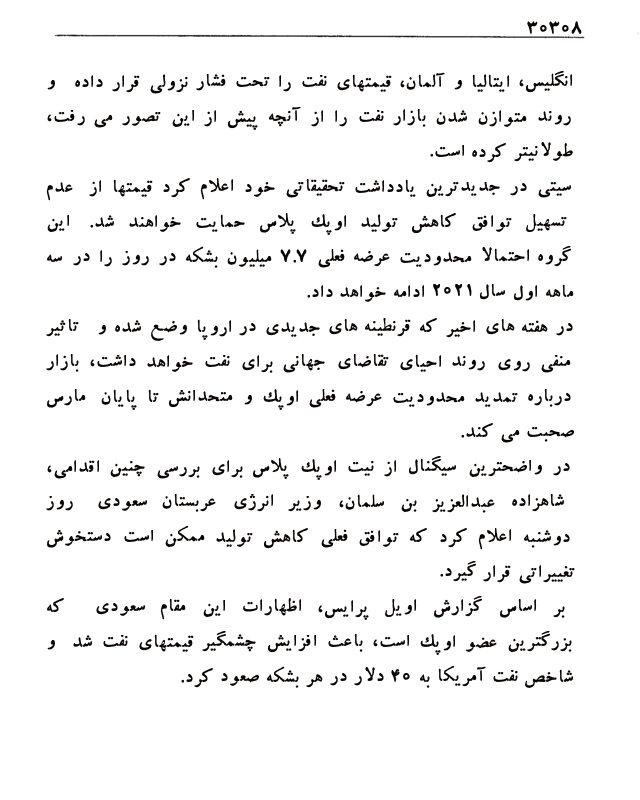 ۳۰۳۰۸
انگلیس، ایتالیا و آلمان، قیمتهای نفت را تحت فشار نزولی قرار داده و
روند متوازن شدن بازار نفت را از آنچه پیش از این تصور می رفت،
طولانیتر کرده است.
سیتی در جدیدترین یادداشت تحقیقاتی خود اعلام کرد قیمتها از عدم
تسهیل توافق کاهش تولید اوپك پلاس حمایت خواهند شد. این
گروه احتمالا محدودیت عرضه فعلی ۷.۷ میلیون بشکه در روز را در سه
ماهه اول سال ۲۰۲۱ ادامه خواهد داد.
در هفته های اخیر که قرنطینه های جدیدی در اروپا وضع شده و تاثیر
منفی روی روند احیای تقاضای جهانی برای نفت خواهد داشت، بازار
درباره تمدید محدودیت عرضه فعلی اوپك و متحدانش تا پایان مارس
صحبت می کند.
در واضحترین سیگنال از نیت اوپك پلاس برای بررسی چنین اقدامی،
شاهزاده عبدالعزیز بن سلمان، وزیر انرژی عربستان سعودی روز
دوشنبه اعلام کرد که توافق فعلی کاهش تولید ممکن است دستخوش
تغییراتی قرار گیرد.
بر اساس گزارش اویل پرایس، اظهارات این مقام سعودی که
بزرگترین عضو اوپك است، باعث افزایش چشمگیر قیمتهای نفت شد و
شاخص نفت آمریکا به ۴۰ دلار در هر بشکه صعود کرد.